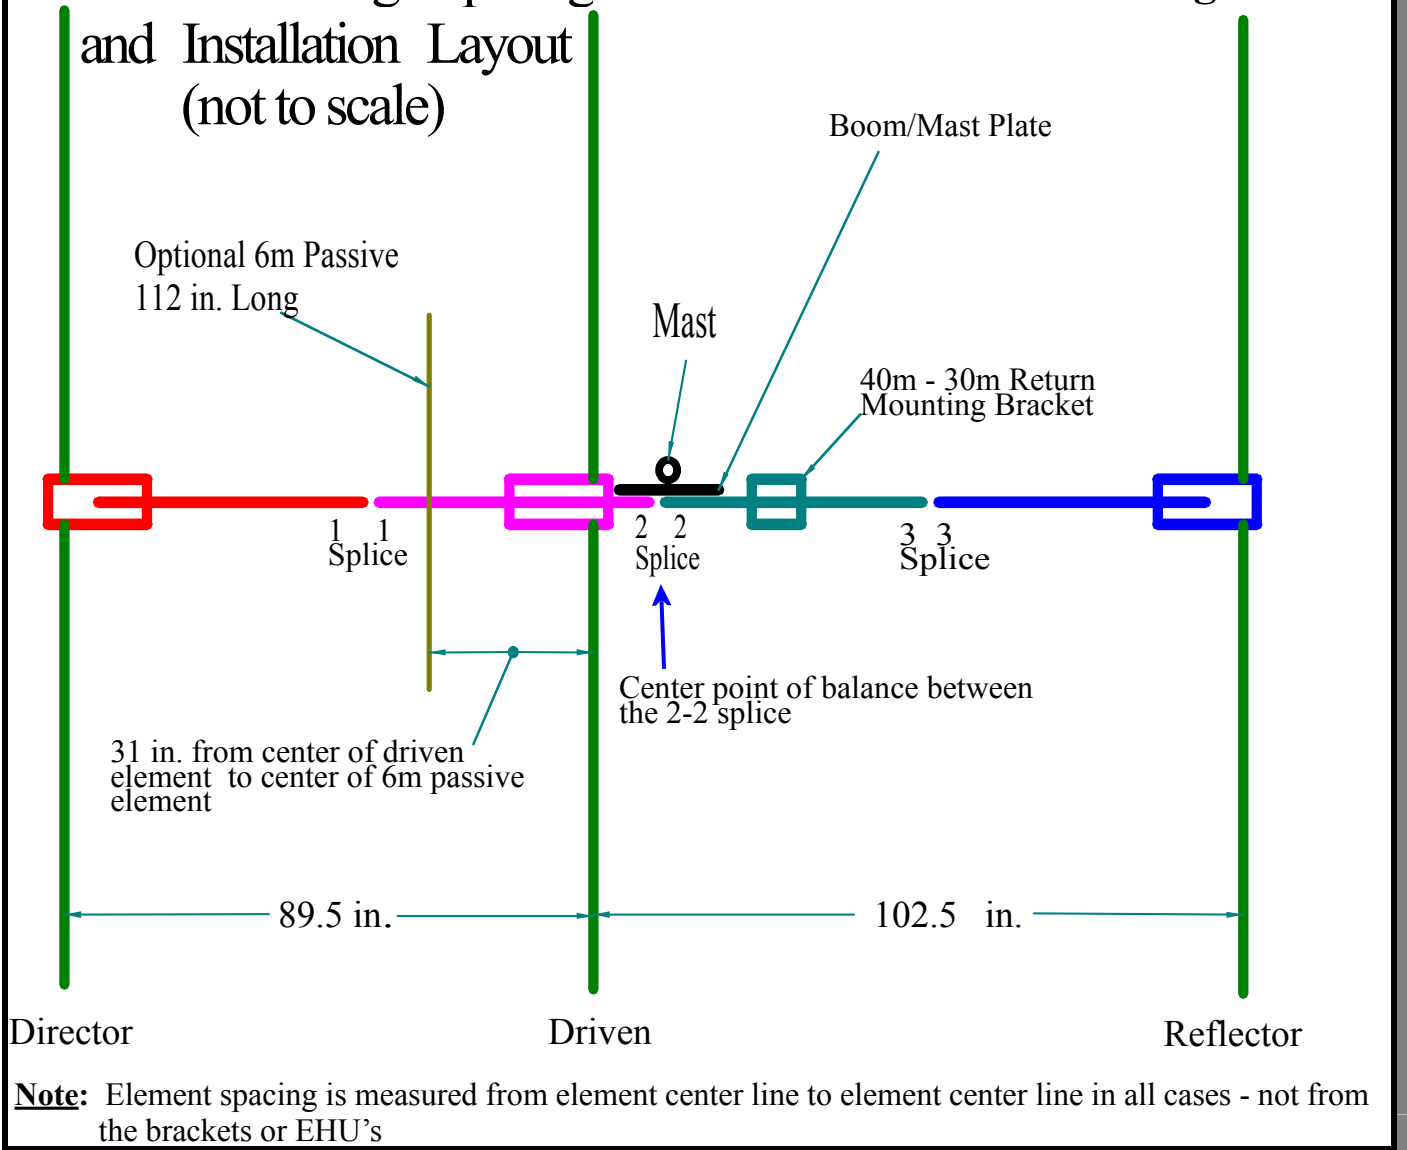 and Installation Layout
(not to scale)
Boom/Mast Plate
Optional 6m Passive
112 in. Long
Mast
40m - 30m Return
Mounting Bracket
1 1
Splice
2 2
Splice
3 3
Splice
Center point of balance between
the 2-2 splice
31 in. from center of driven
element to center of 6m passive
element
89.5 in.
102.5 in.
Director
Driven
Reflector
Note: Element spacing is measured from element center line to element center line in all cases - not from
the brackets or EHU's